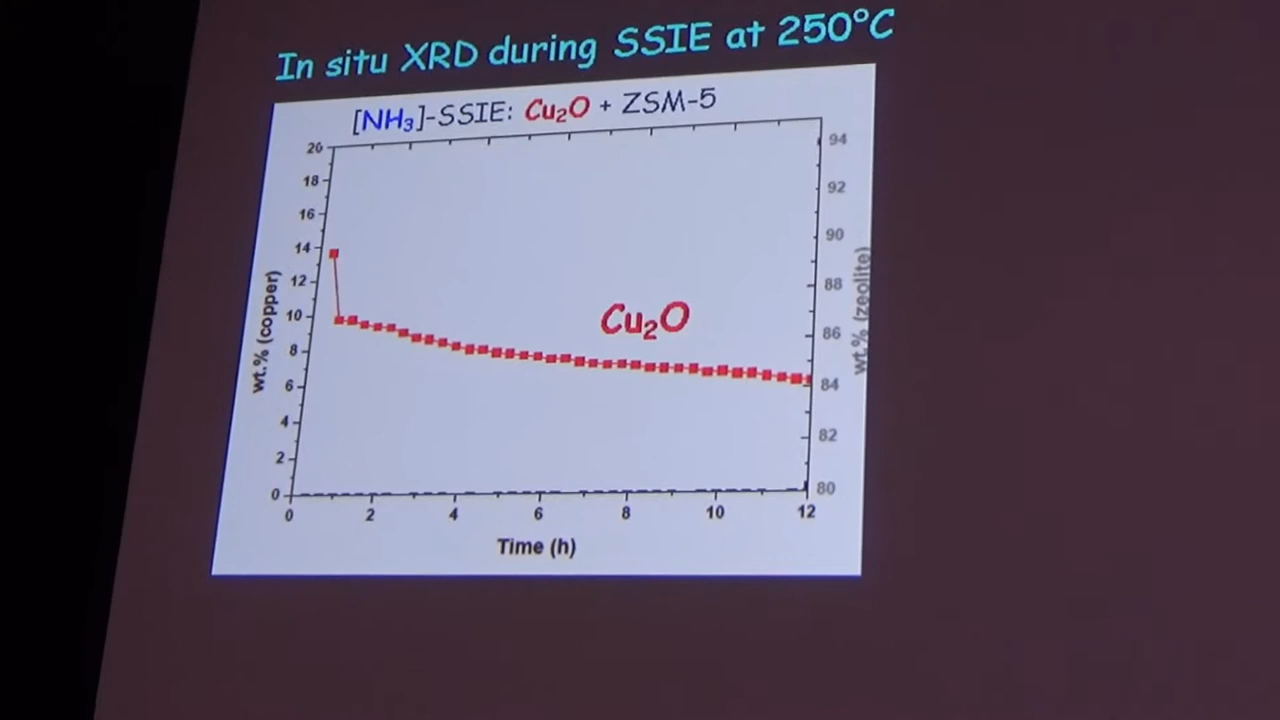 In situ XRD during SSIE at 250°C
[NH₃]-SSIE: Cu₂O + ZSM-5
20
18
16
14
12
10
8
6
4
2
0
wt.% (copper)
94
92
90
88
86
84
82
80
wt.% (zeolite)
Cu₂O
0 2 4 6 8 10 12
Time (h)